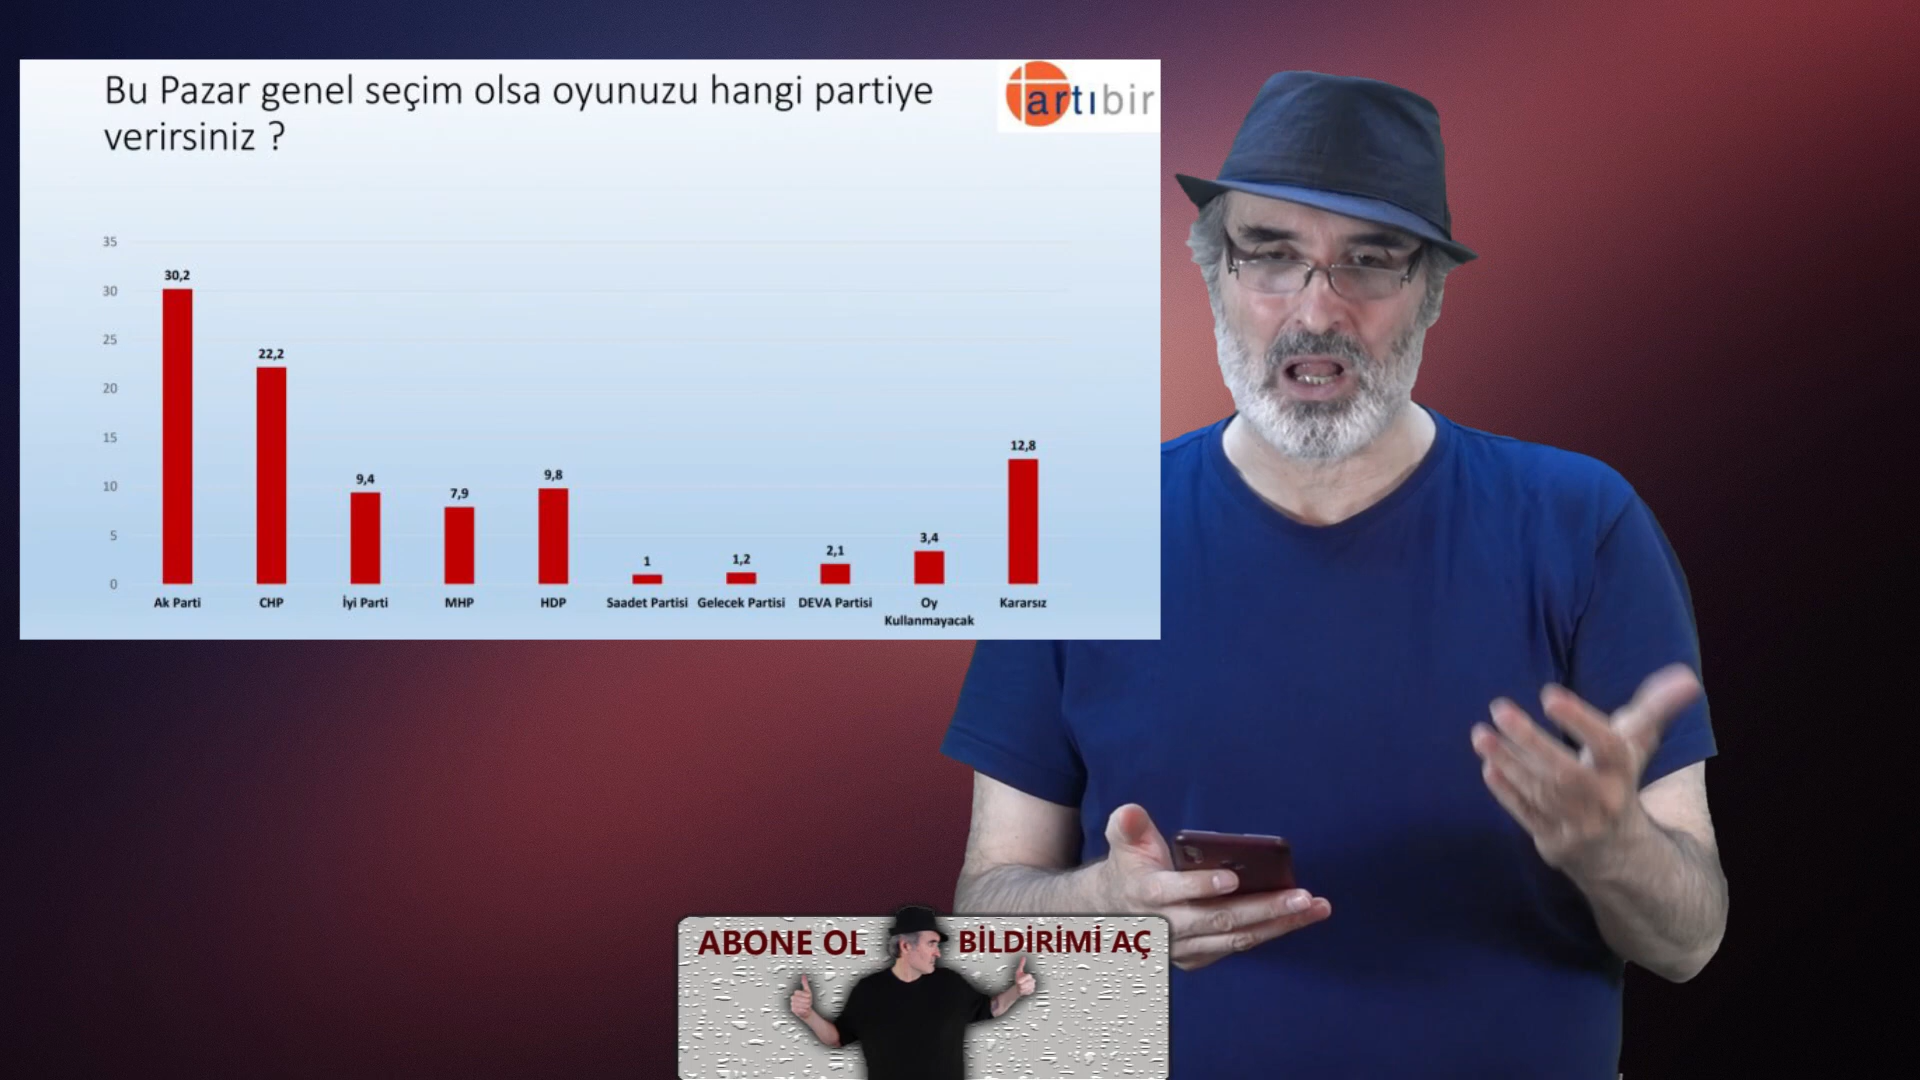 Bu Pazar genel seçim olsa oyunuzu hangi partiye
verirsiniz ?
artıbir
35
30
25
20
15
10
5
0
30,2
22,2
9,4
7,9
9,8
1
1,2
2,1
3,4
12,8
Ak Parti
CHP
İyi Parti
MHP
HDP
Saadet Partisi
Gelecek Partisi
DEVA Partisi
Oy
Kullanmayacak
Kararsız
ABONE OL
BİLDİRİMİ AÇ